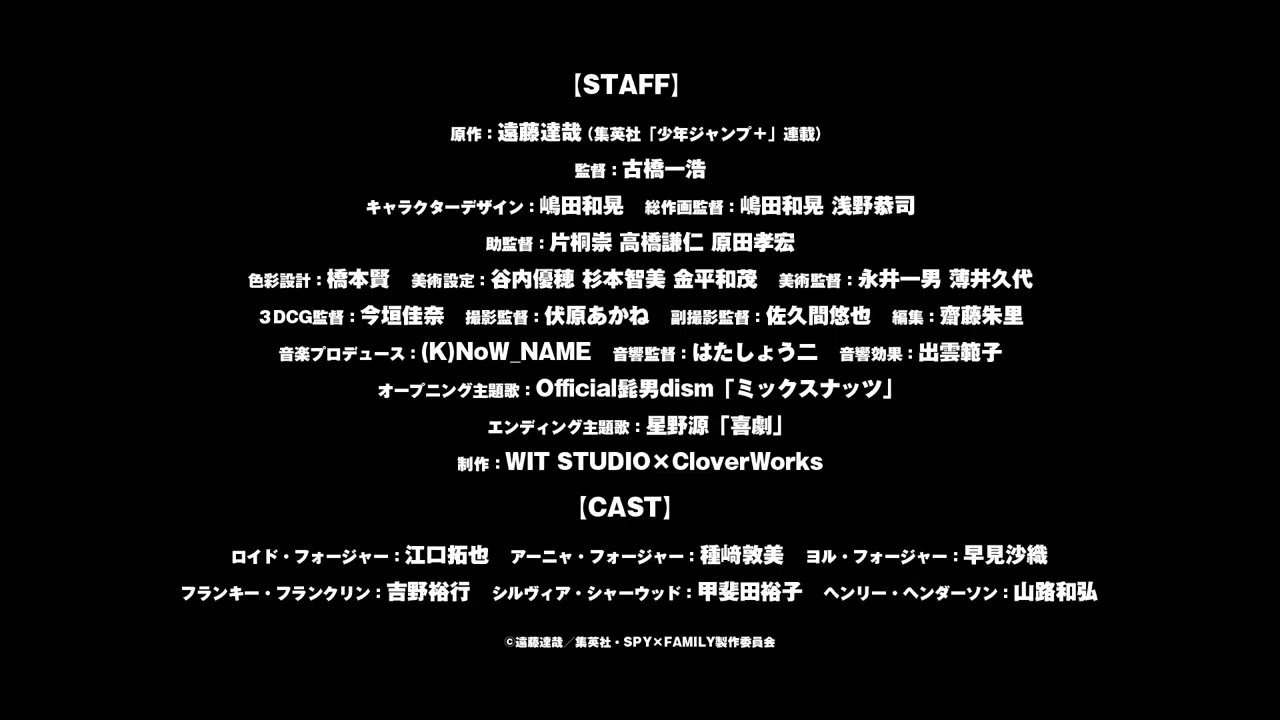 【STAFF】
原作：遠藤達哉（集英社「少年ジャンプ＋」連載）
監督：古橋一浩
キャラクターデザイン：嶋田和晃　総作画監督：嶋田和晃 浅野恭司
助監督：片桐崇 高橋謙仁 原田孝宏
色彩設計：橋本賢　美術設定：谷内優穂 杉本智美 金平和茂　美術監督：永井一男 薄井久代
３DCG監督：今垣佳奈　撮影監督：伏原あかね　副撮影監督：佐久間悠也　編集：齋藤朱里
音楽プロデュース：(K)NoW_NAME　音響監督：はたしょう二　音響効果：出雲範子
オープニング主題歌：Official髭男dism「ミックスナッツ」
エンディング主題歌：星野源「喜劇」
制作：WIT STUDIO×CloverWorks
【CAST】
ロイド・フォージャー：江口拓也　アーニャ・フォージャー：種﨑敦美　ヨル・フォージャー：早見沙織
フランキー・フランクリン：吉野裕行　シルヴィア・シャーウッド：甲斐田裕子　ヘンリー・ヘンダーソン：山路和弘
©遠藤達哉／集英社・SPY×FAMILY製作委員会